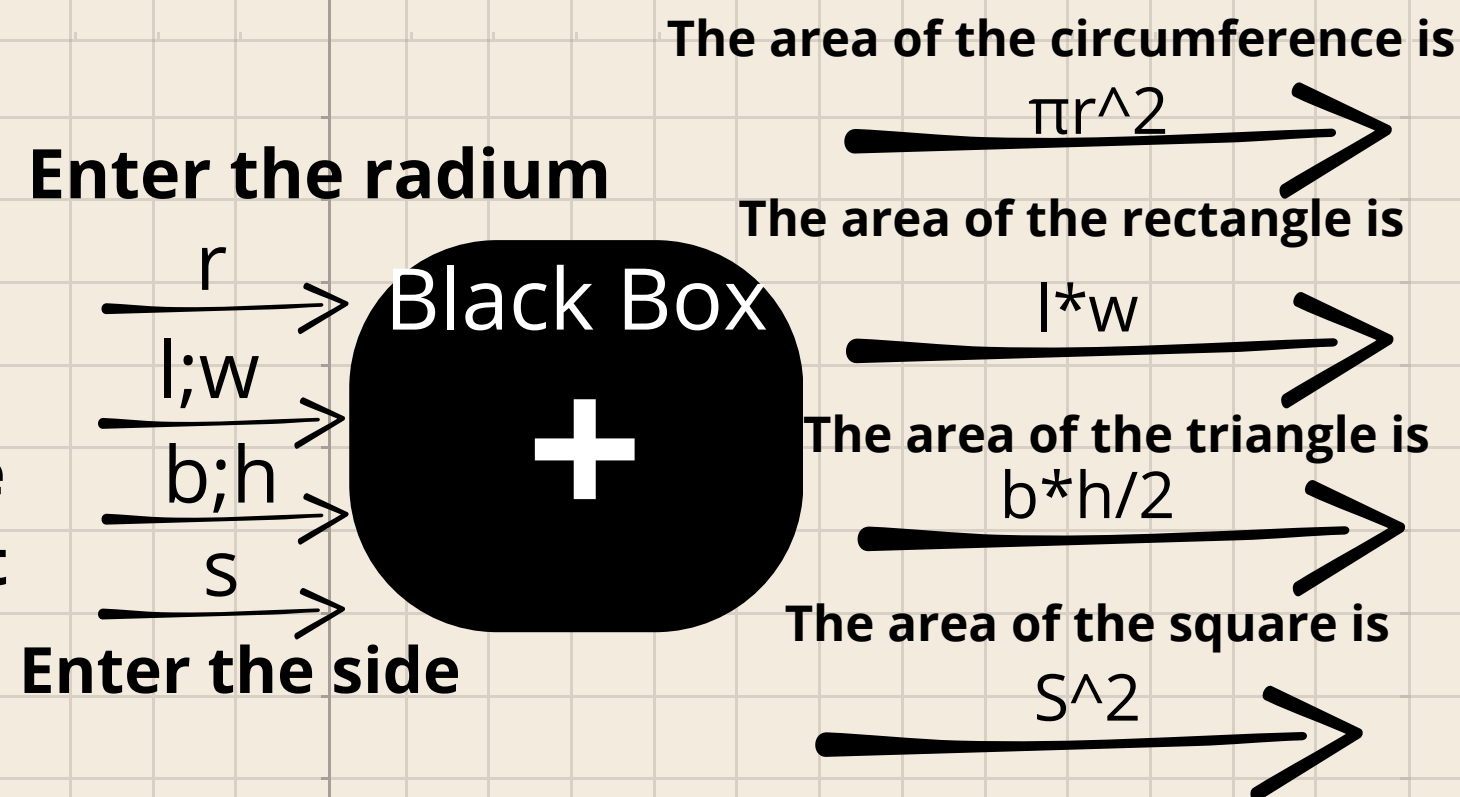 The area of the circumference is
πr^2
Enter the radium
The area of the rectangle is
r
Black Box
l*w
l;w
The area of the triangle is
b;h
b*h/2
s
The area of the square is
Enter the side
S^2